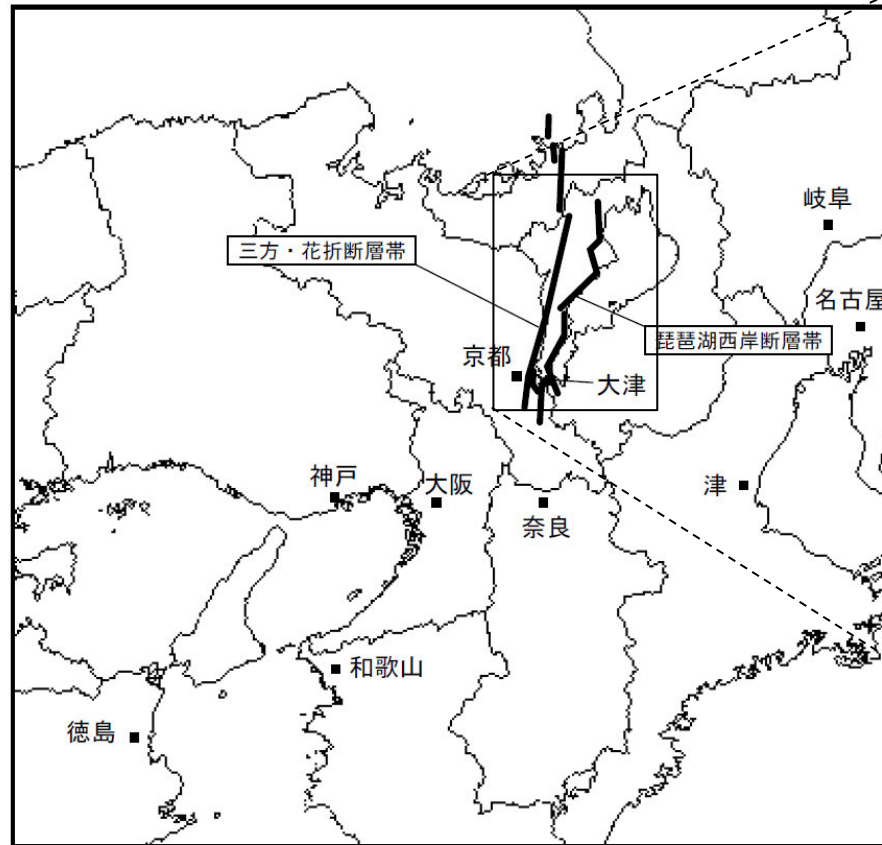 岐阜
三方・花折断層帯
名古屋
琵琶湖西岸断層帯
京都
大津
神戸
大阪
津
奈良
和歌山
徳島